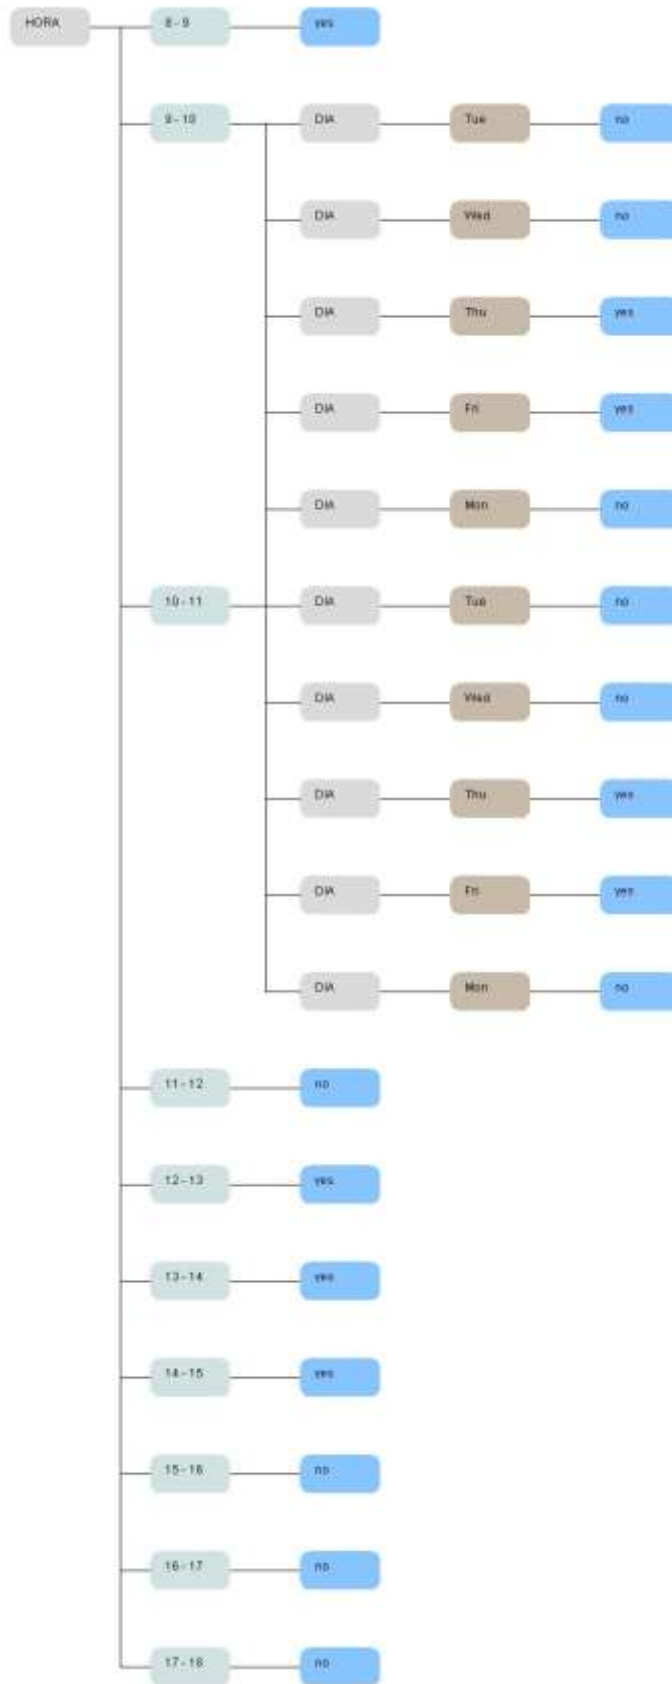 HORA 8 - 9 yes
9 - 10 DIA Tue no
DIA Wed no
DIA Thu yes
DIA Fri yes
DIA Mon no
10 - 11 DIA Tue no
DIA Wed no
DIA Thu yes
DIA Fri yes
DIA Mon no
11 - 12 no
12 - 13 yes
13 - 14 yes
14 - 15 yes
15 - 16 no
16 - 17 no
17 - 18 no